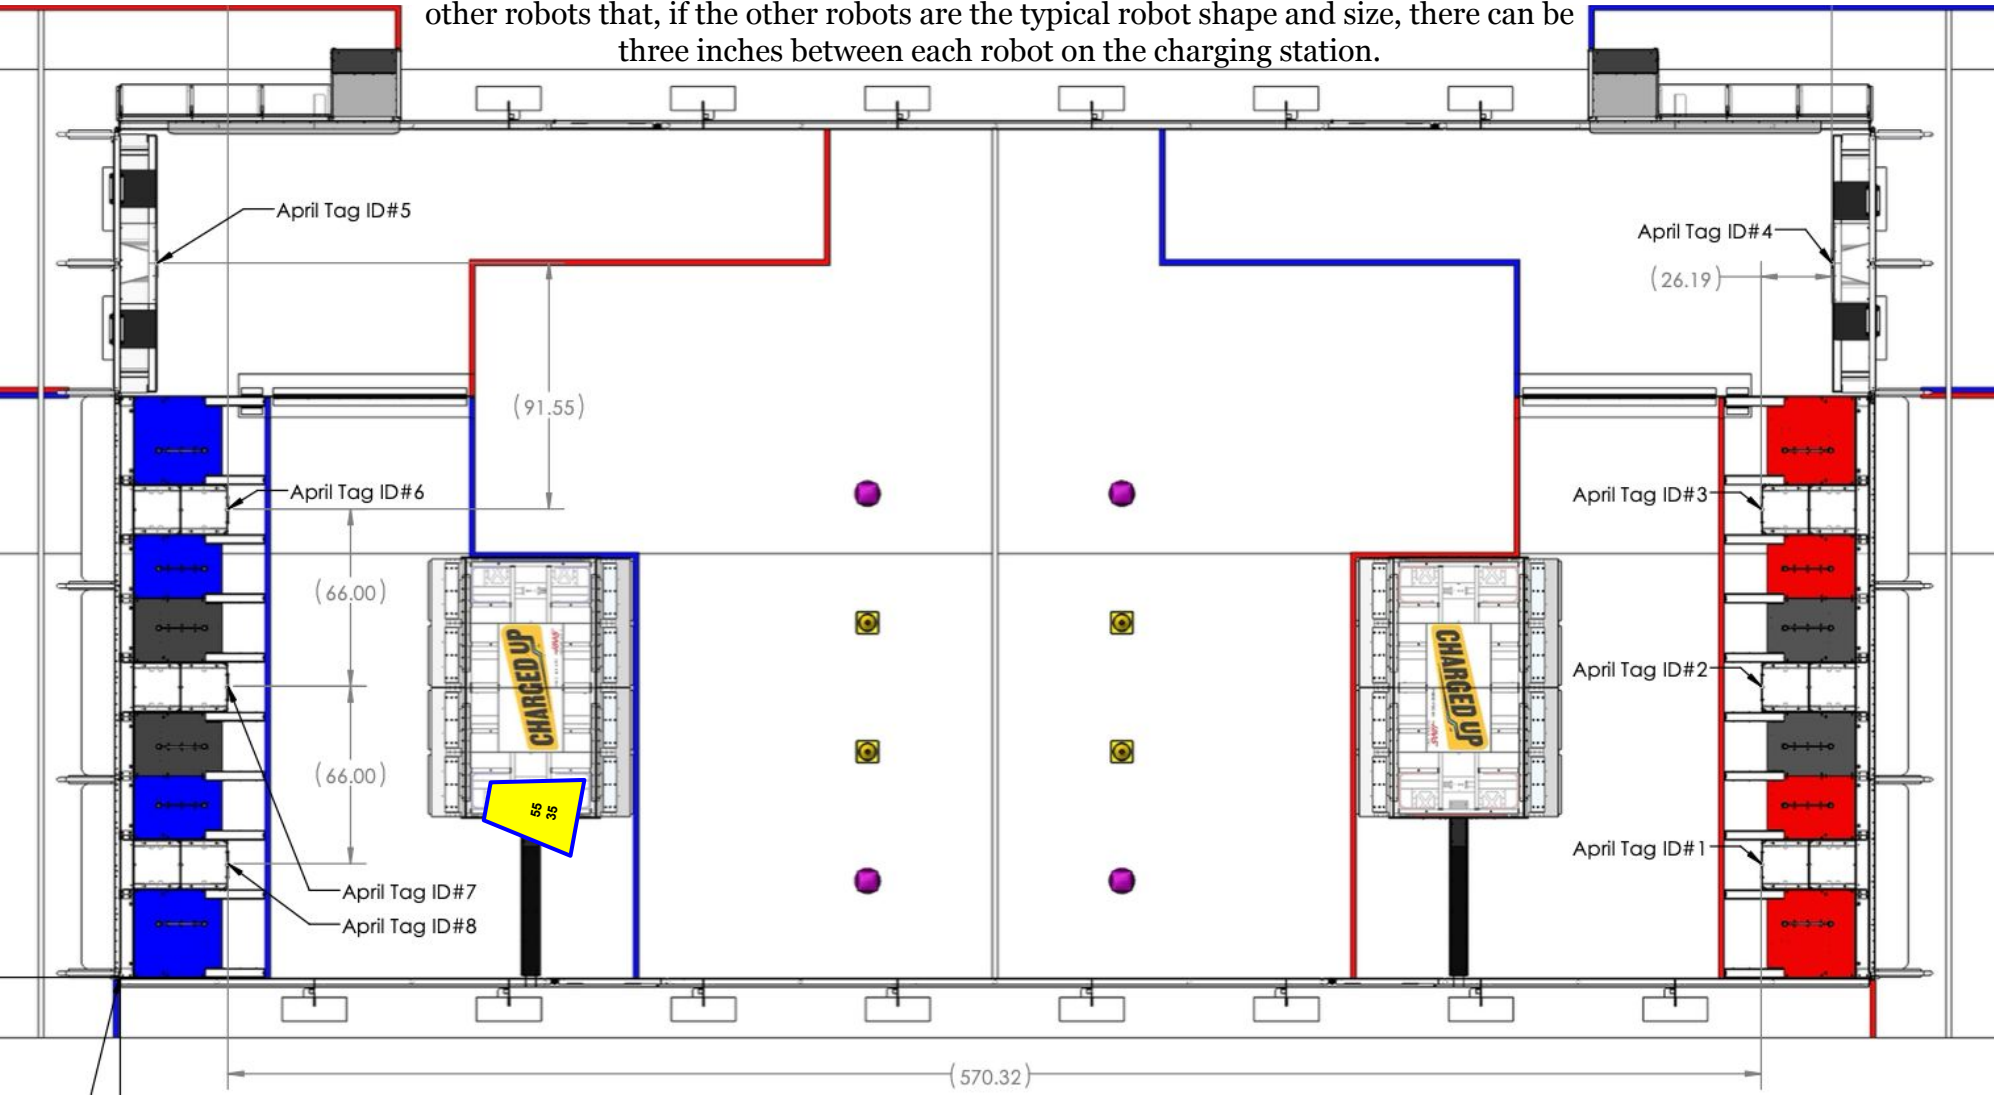 other robots that, if the other robots are the typical robot shape and size, there can be
three inches between each robot on the charging station.
April Tag ID#5
April Tag ID#4
(26.19)
(91.55)
April Tag ID#6
April Tag ID#3
(66.00)
CHARGED UP
CHARGED UP
April Tag ID#2
(66.00)
55
35
April Tag ID#1
April Tag ID#7
April Tag ID#8
(570.32)